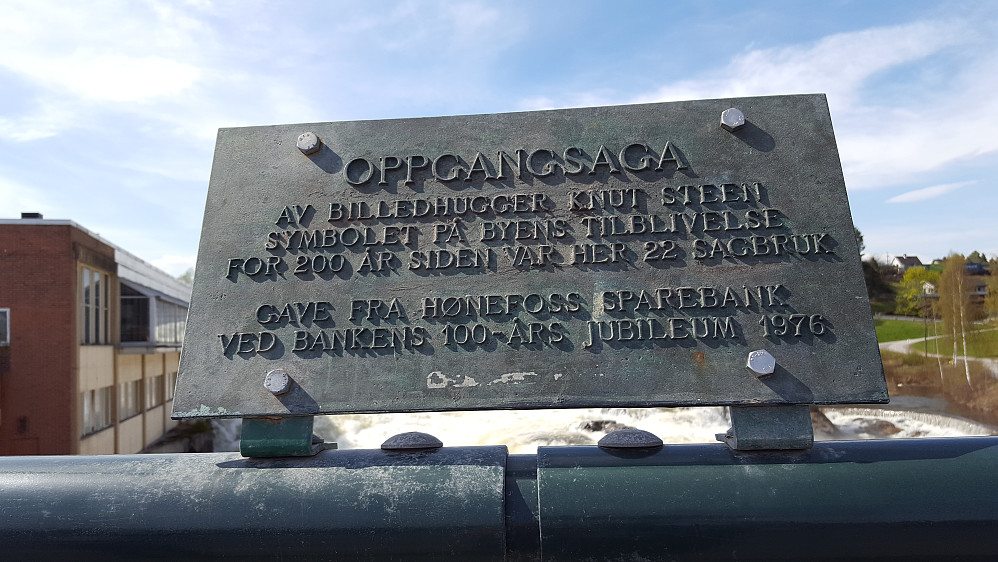 OPPGANGSAGA
AV BILLEDHUGGER KNUT STEEN
SYMBOLET PÅ BYENS TILBLIVELSE
FOR 200 ÅR SIDEN VAR HER 22 SAGBRUK
GAVE FRA HØNEFOSS SPAREBANK
VED BANKENS 100-ÅRS JUBILEUM 1976